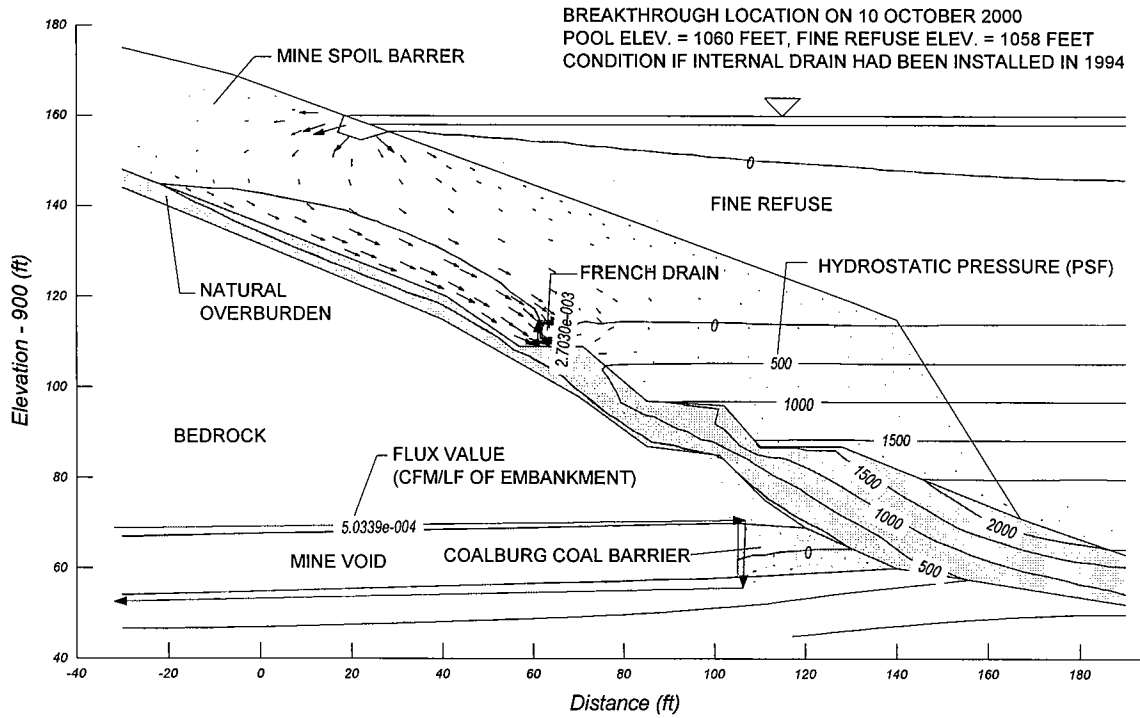 BREAKTHROUGH LOCATION ON 10 OCTOBER 2000
POOL ELEV. = 1060 FEET, FINE REFUSE ELEV. = 1058 FEET
CONDITION IF INTERNAL DRAIN HAD BEEN INSTALLED IN 1994
180
MINE SPOIL BARRER
160
0
FINE REFUSE
140
HYDROSTATIC PRESSURE (PSF)
FRENCH DRAIN
NATURAL
OVERBURDEN
120
2.7030e-003
0
500
100
1000
1500
BEDROCK
FLUX VALUE
(CFM/LF OF EMBANKMENT)
80
1500
2000
1000
5.0339e-004
MINE VOID
COALBURG COAL BARRIER
0
500
60
40
Elevation - 900 (ft)
-40
-20
0
20
40
60
80
100
120
140
160
180
Distance (ft)